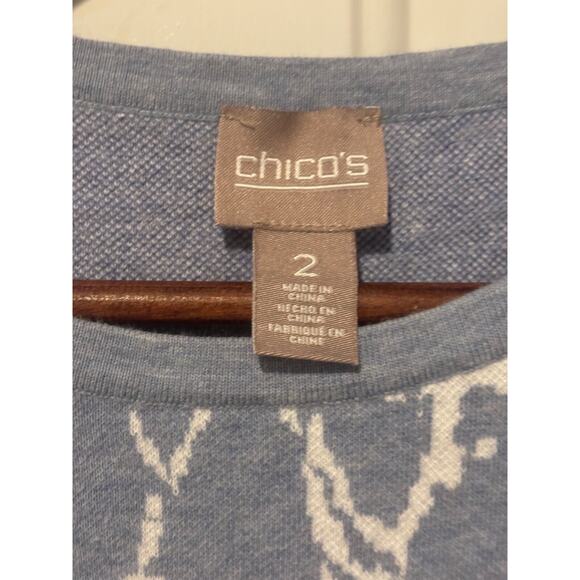 chico's
2
MADE IN
CHINA
HECHO EN
CHINA
FABRIQUÉ EN
CHINE